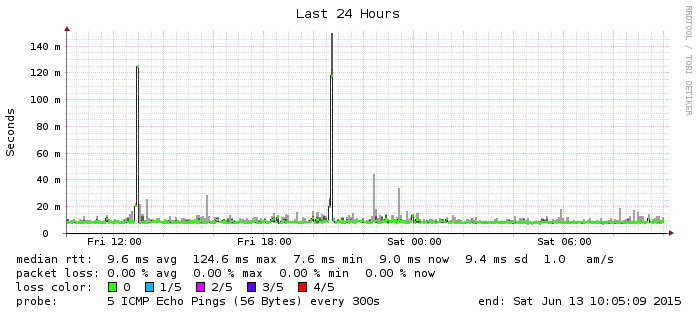 Last 24 Hours
RRDTOOL / TOBI OETIKER
Seconds
140 m
120 m
100 m
80 m
60 m
40 m
20 m
0
Fri 12:00 Fri 18:00 Sat 00:00 Sat 06:00
median rtt: 9.6 ms avg 124.6 ms max 7.6 ms min 9.0 ms now 9.4 ms sd 1.0 am/s
packet loss: 0.00 % avg 0.00 % max 0.00 % min 0.00 % now
loss color: 0 1/5 2/5 3/5 4/5
probe: 5 ICMP Echo Pings (56 Bytes) every 300s end: Sat Jun 13 10:05:09 2015